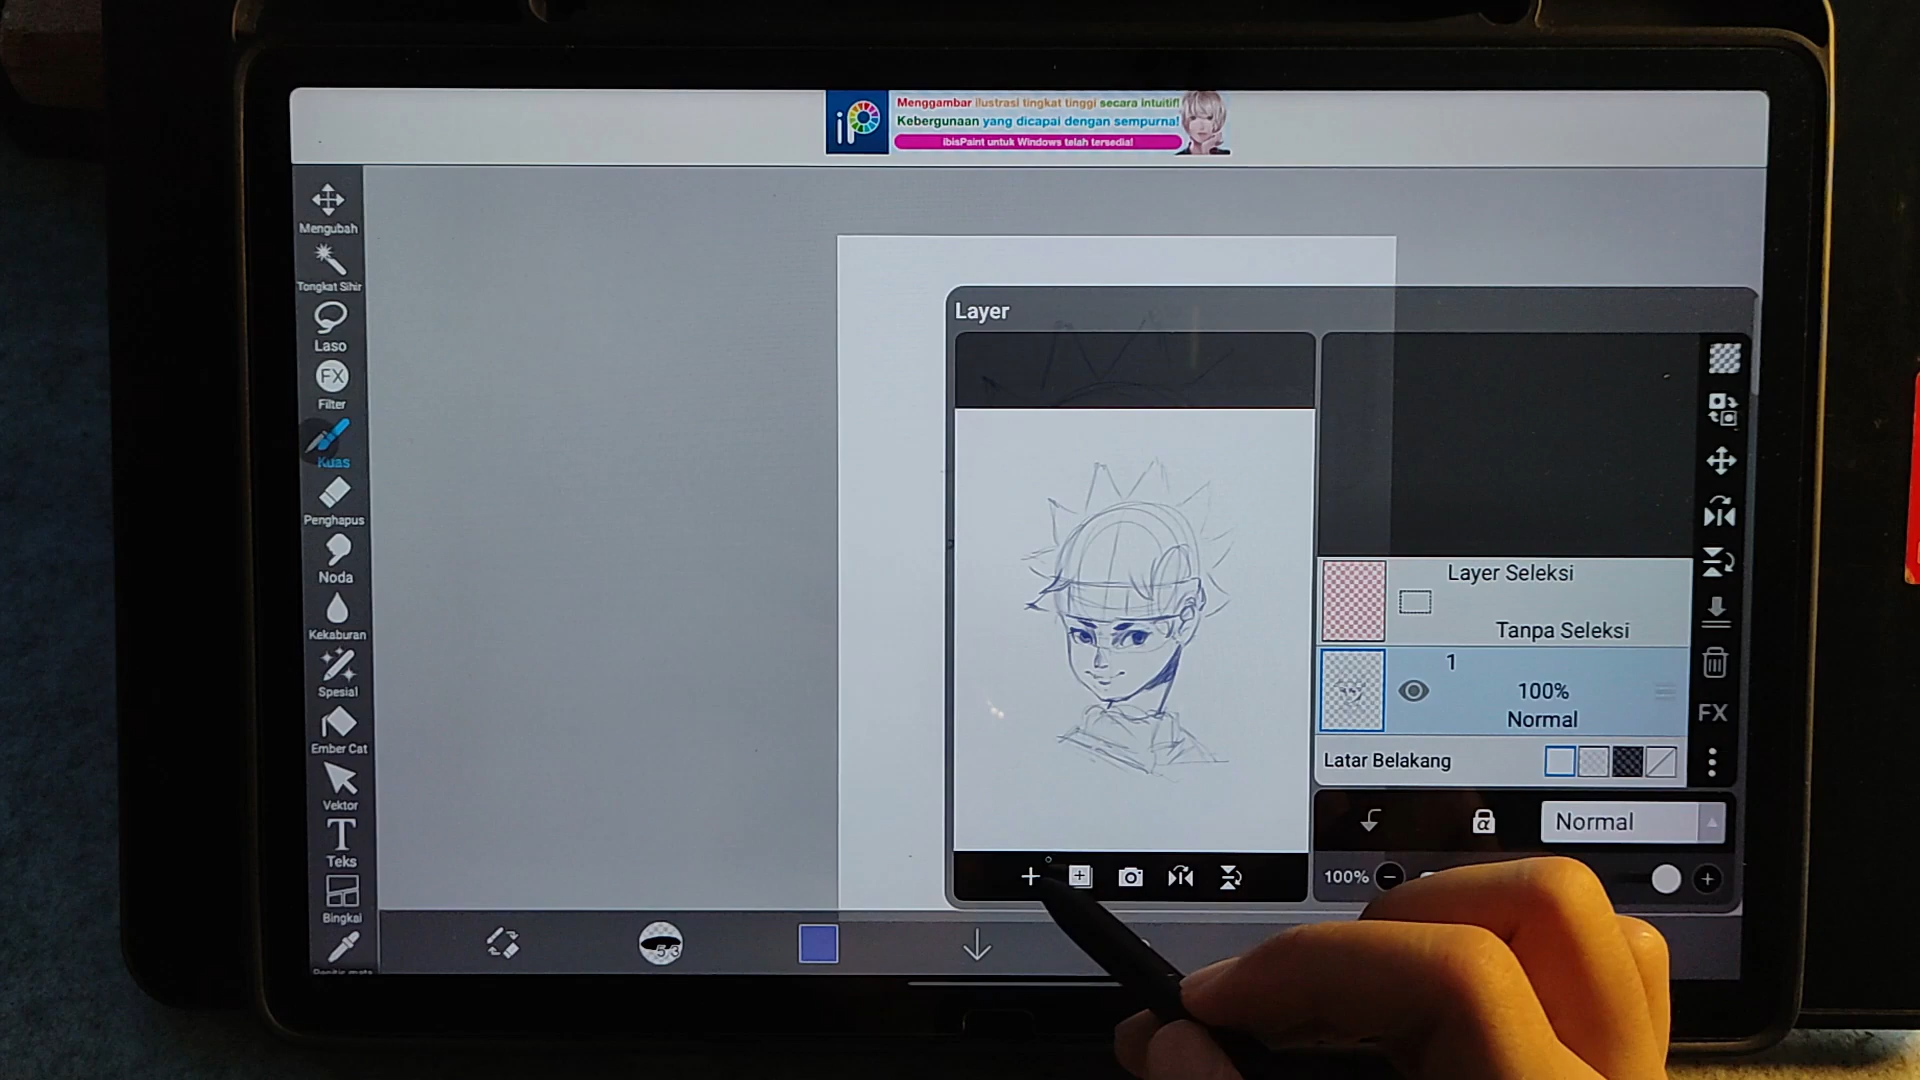 iP
Menggambar ilustrasi tingkat tinggi secara intuitif!
Kebergunaan yang dicapai dengan sempurna!
ibisPaint untuk Windows telah tersedia!
Mengubah
Tongkat Sihir
Laso
FX
Filter
Kuas
Penghapus
Noda
Kekaburan
Spesial
Ember Cat
Vektor
T
Teks
Bingkai
Layer
Layer Seleksi
Tanpa Seleksi
1
100%
Normal
FX
Latar Belakang
α
Normal
100%